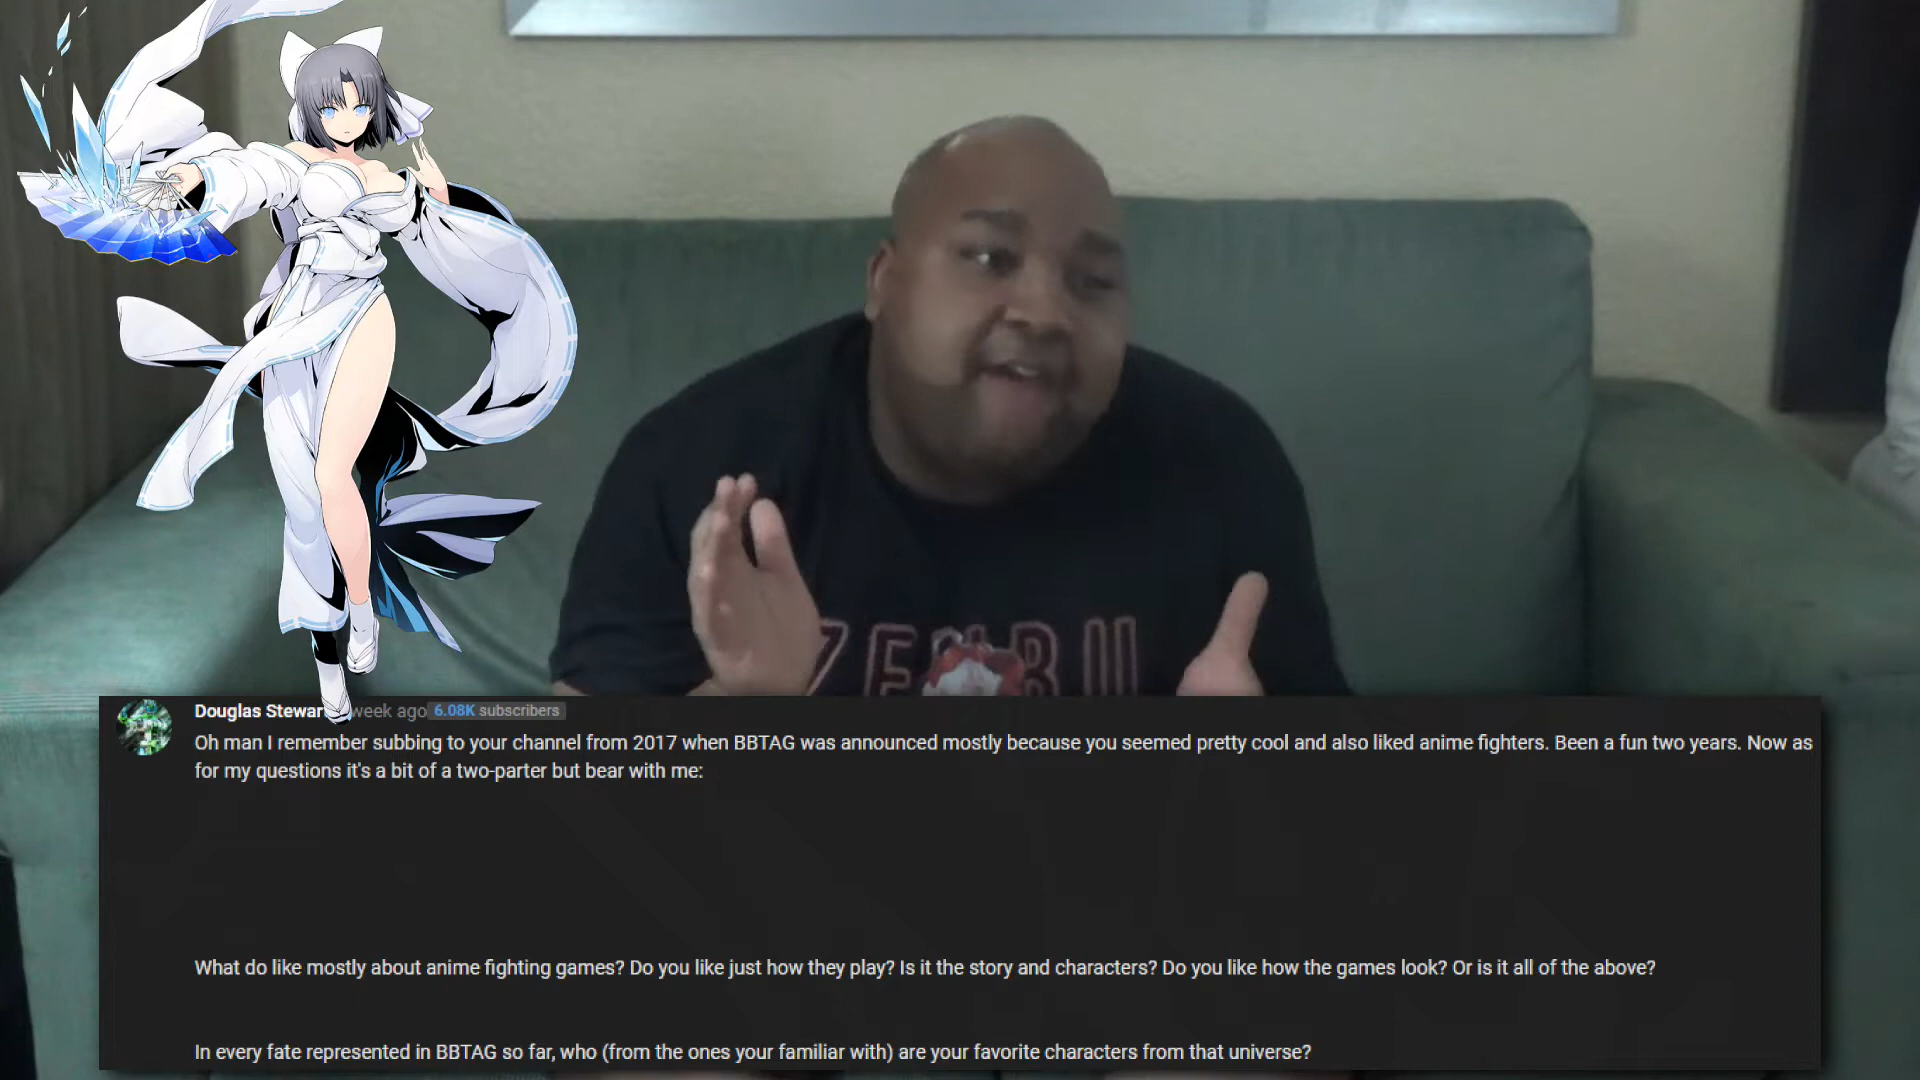 ZENBU
Douglas Stewar week ago 6.08K subscribers
Oh man I remember subbing to your channel from 2017 when BBTAG was announced mostly because you seemed pretty cool and also liked anime fighters. Been a fun two years. Now as
for my questions it's a bit of a two-parter but bear with me:
What do like mostly about anime fighting games? Do you like just how they play? Is it the story and characters? Do you like how the games look? Or is it all of the above?
In every fate represented in BBTAG so far, who (from the ones your familiar with) are your favorite characters from that universe?